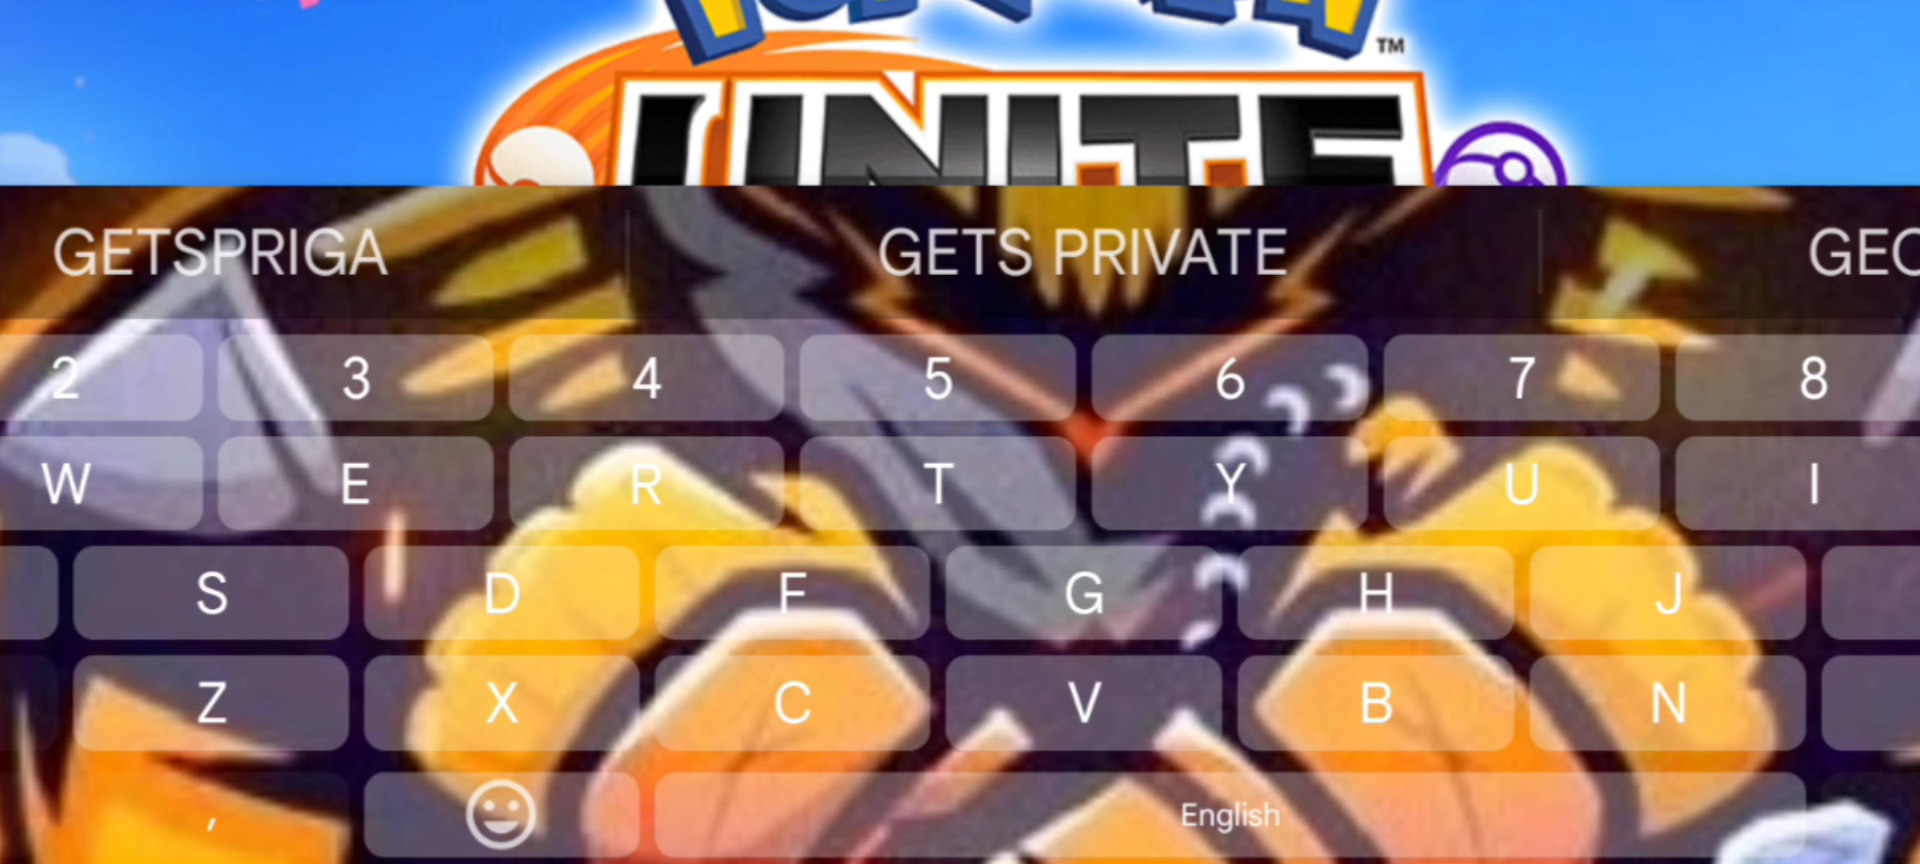 TM
UNITE
GETSPRIGA GETS PRIVATE
2 3 4 5 6 7 8
W E R T Y U I
S D F G H J
Z X C V B N
, English